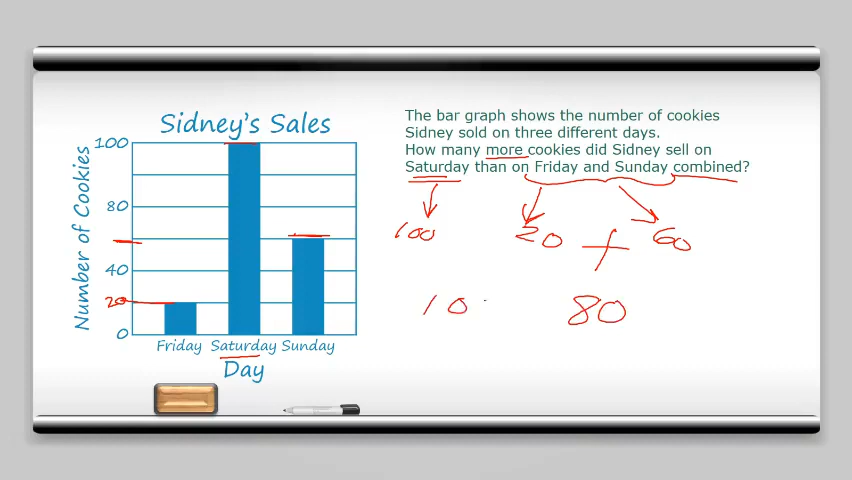 Sidney's Sales
The bar graph shows the number of cookies
Sidney sold on three different days.
How many more cookies did Sidney sell on
Saturday than on Friday and Sunday combined?
Number of Cookies
100
80
40
20
0
Friday Saturday Sunday
Day
100 20 + 60
10 80